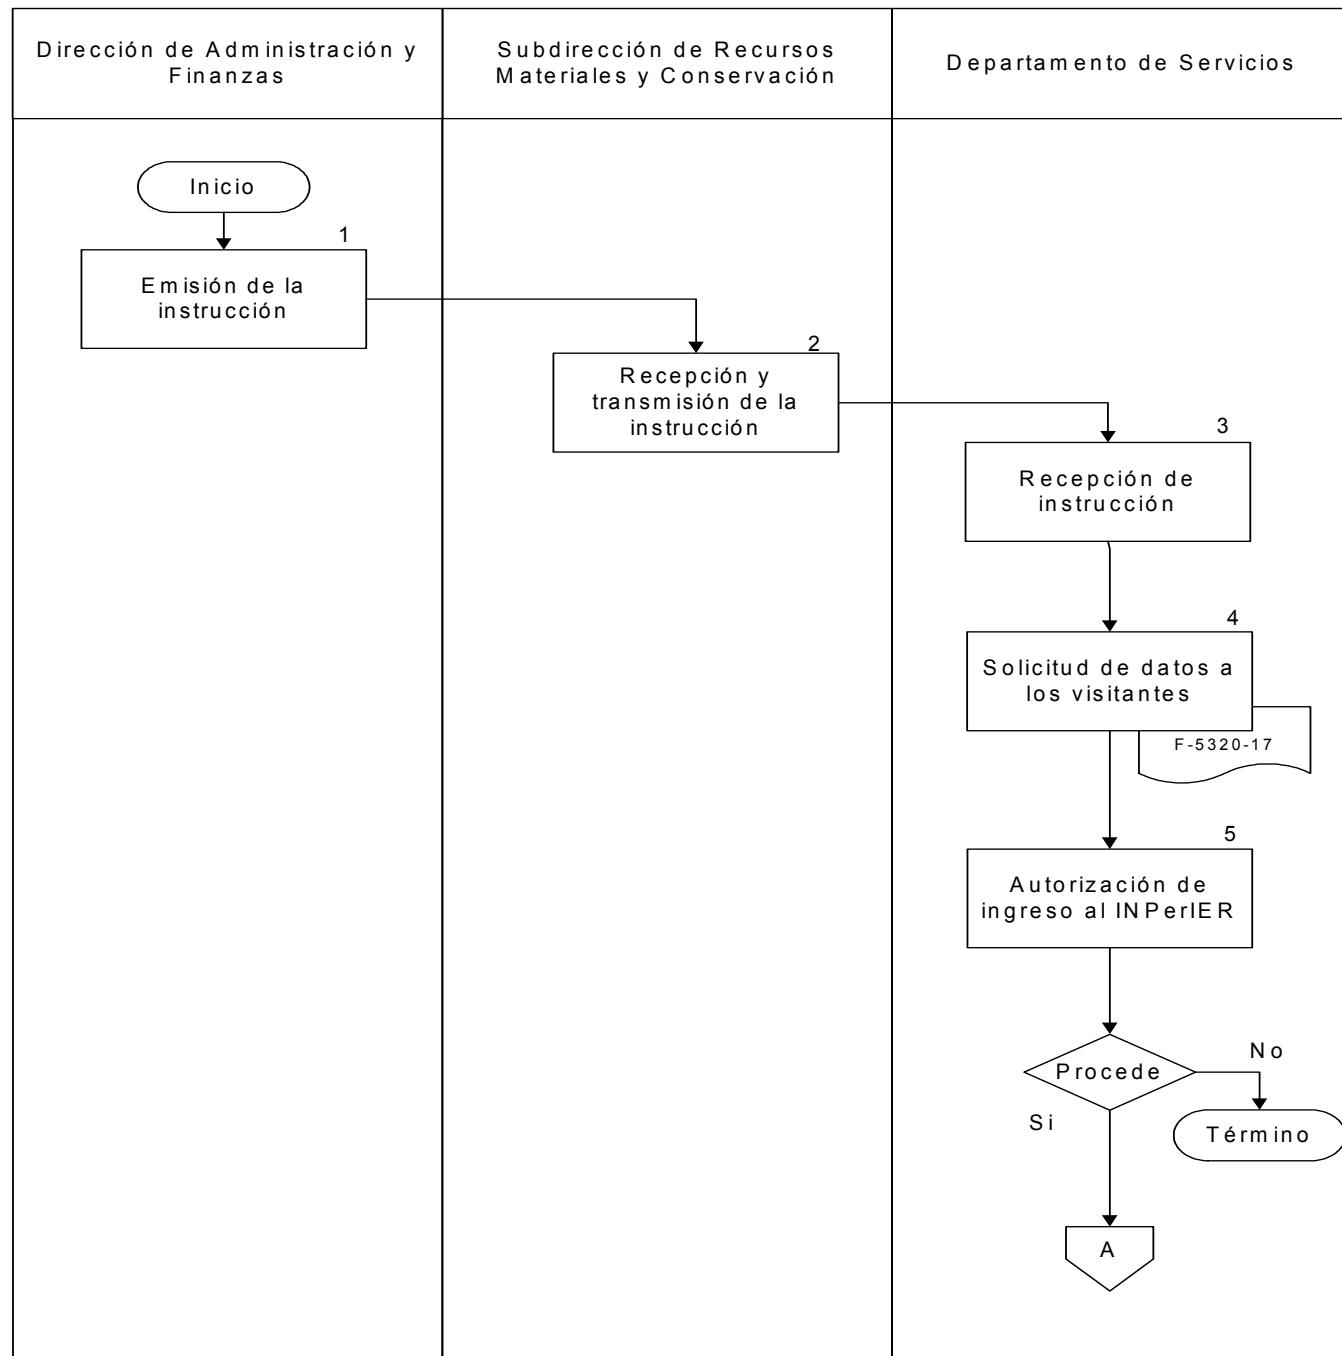 Dirección de Administración y
Finanzas
Subdirección de Recursos
Materiales y Conservación
Departamento de Servicios
Inicio
1
Emisión de la
instrucción
2
Recepción y
transmisión de la
instrucción
3
Recepción de
instrucción
4
Solicitud de datos a
los visitantes
F-5320-17
5
Autorización de
ingreso al INPerIER
Procede
No
Si
Término
A